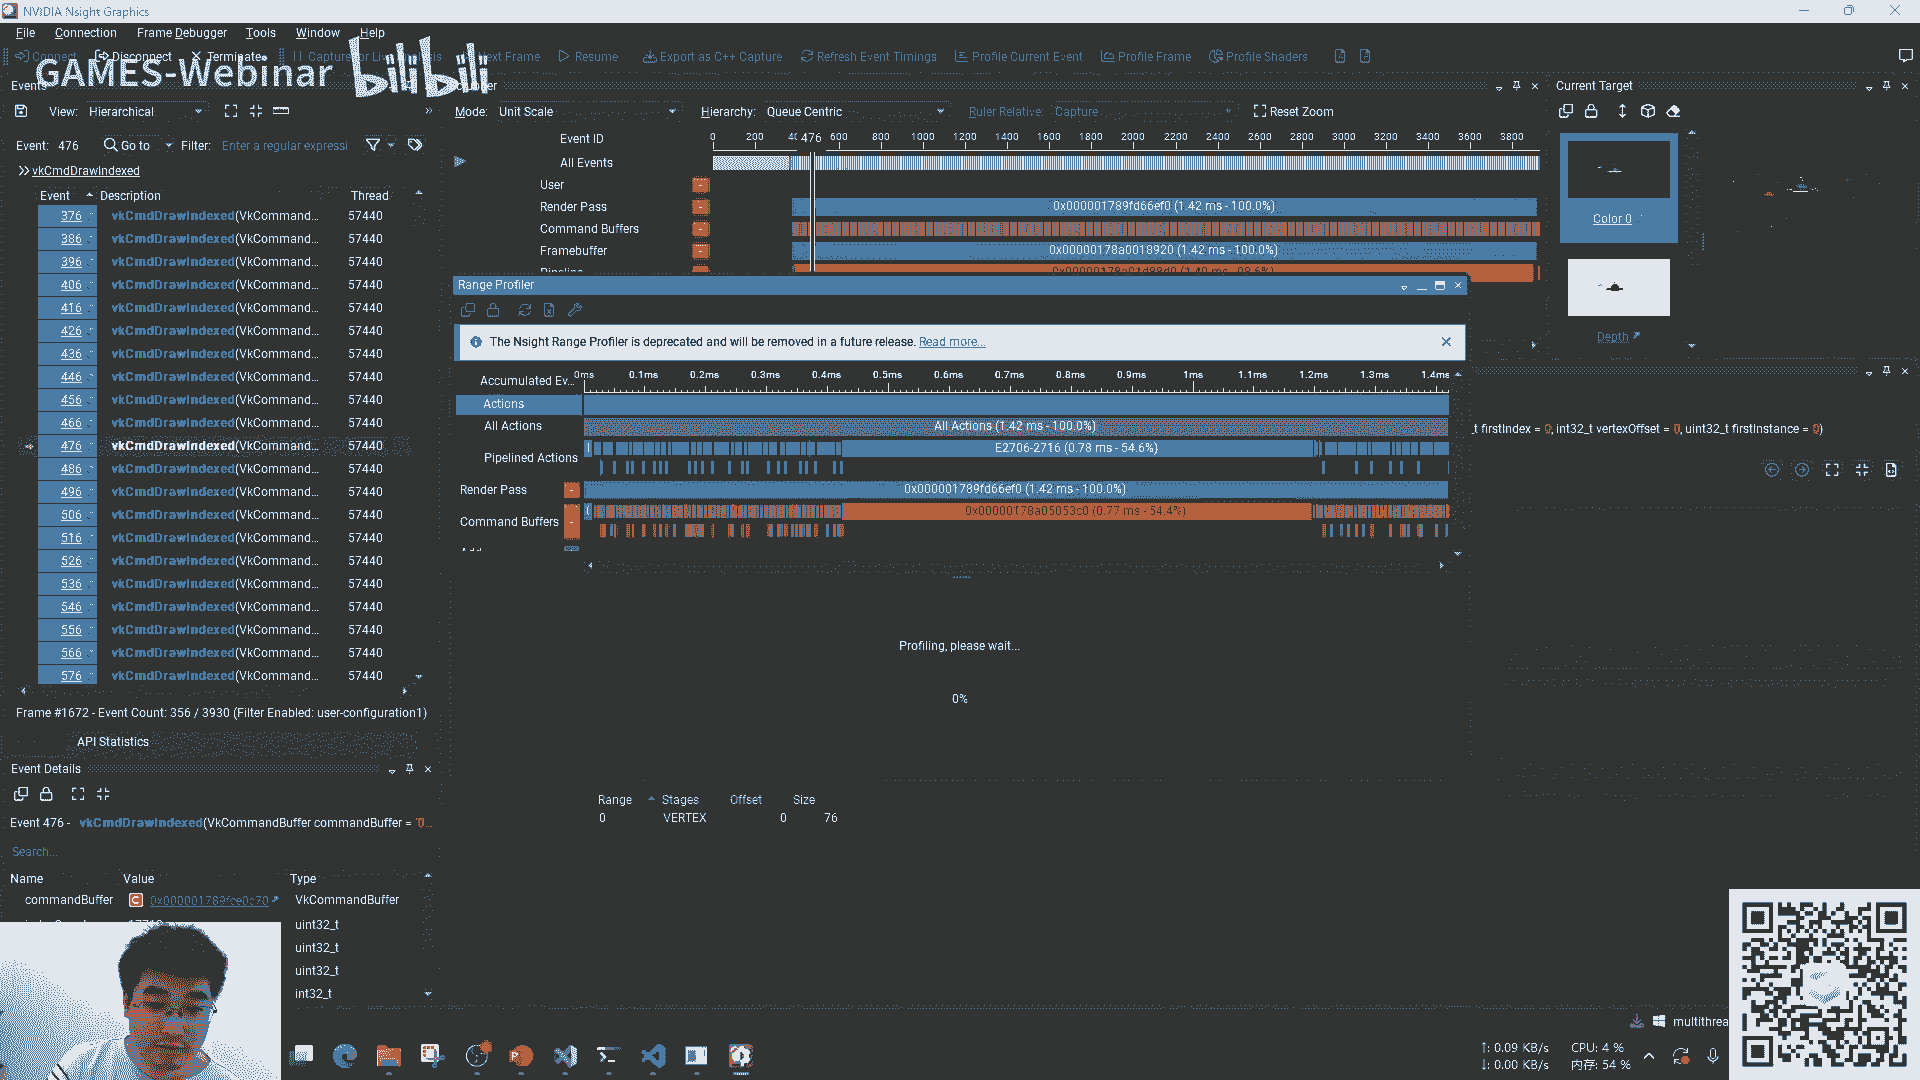 NVIDIA Nsight Graphics
File Connection Frame Debugger Tools Window Help
Connect Disconnect Terminate Next Frame Resume Export as C++ Capture Refresh Event Timings Profile Current Event Profile Frame Profile Shaders
GAMES-Webinar bilibili
Events
Current Target
View: Hierarchical
Mode: Unit Scale Hierarchy: Queue Centric Ruler Relative: Capture Reset Zoom
Event: 476 Go to Filter: Enter a regular expressi
vkCmdDrawIndexed
Event Description Thread
376 vkCmdDrawIndexed(VkCommand... 57440
386 vkCmdDrawIndexed(VkCommand... 57440
396 vkCmdDrawIndexed(VkCommand... 57440
406 vkCmdDrawIndexed(VkCommand... 57440
416 vkCmdDrawIndexed(VkCommand... 57440
426 vkCmdDrawIndexed(VkCommand... 57440
436 vkCmdDrawIndexed(VkCommand... 57440
446 vkCmdDrawIndexed(VkCommand... 57440
456 vkCmdDrawIndexed(VkCommand... 57440
466 vkCmdDrawIndexed(VkCommand... 57440
476 vkCmdDrawIndexed(VkCommand... 57440
486 vkCmdDrawIndexed(VkCommand... 57440
496 vkCmdDrawIndexed(VkCommand... 57440
506 vkCmdDrawIndexed(VkCommand... 57440
516 vkCmdDrawIndexed(VkCommand... 57440
526 vkCmdDrawIndexed(VkCommand... 57440
536 vkCmdDrawIndexed(VkCommand... 57440
546 vkCmdDrawIndexed(VkCommand... 57440
556 vkCmdDrawIndexed(VkCommand... 57440
566 vkCmdDrawIndexed(VkCommand... 57440
576 vkCmdDrawIndexed(VkCommand... 57440
Frame #1672 - Event Count: 356 / 3930 (Filter Enabled: user-configuration1)
API Statistics
Event ID 0 200 476 600 800 1000 1200 1400 1600 1800 2000 2200 2400 2600 2800 3000 3200 3400 3600 3800
All Events
User
Render Pass 0x000001789fd66ef0 (1.42 ms - 100.0%)
Command Buffers
Framebuffer 0x00000178a0018920 (1.42 ms - 100.0%)
Color 0
Depth
Range Profiler
The Nsight Range Profiler is deprecated and will be removed in a future release. Read more...
Accumulated Ev... 0ms 0.1ms 0.2ms 0.3ms 0.4ms 0.5ms 0.6ms 0.7ms 0.8ms 0.9ms 1ms 1.1ms 1.2ms 1.3ms 1.4ms
Actions
All Actions All Actions (1.42 ms - 100.0%)
Pipelined Actions E2706-2716 (0.78 ms - 54.6%)
Render Pass 0x000001789fd66ef0 (1.42 ms - 100.0%)
Command Buffers 0x00000178a05053c0 (0.77 ms - 54.4%)
Profiling, please wait...
0%
t firstIndex = 0, int32_t vertexOffset = 0, uint32_t firstInstance = 0)
Range Stages Offset Size
0 VERTEX 0 76
Event Details
Event 476 - vkCmdDrawIndexed(VkCommandBuffer commandBuffer = 0...
Search...
Name Value Type
commandBuffer C 0x000001789fce0c70 VkCommandBuffer
uint32_t
uint32_t
uint32_t
int32_t
multithrea
↑: 0.09 KB/s CPU: 4 %
↓: 0.00 KB/s 内存: 54 %